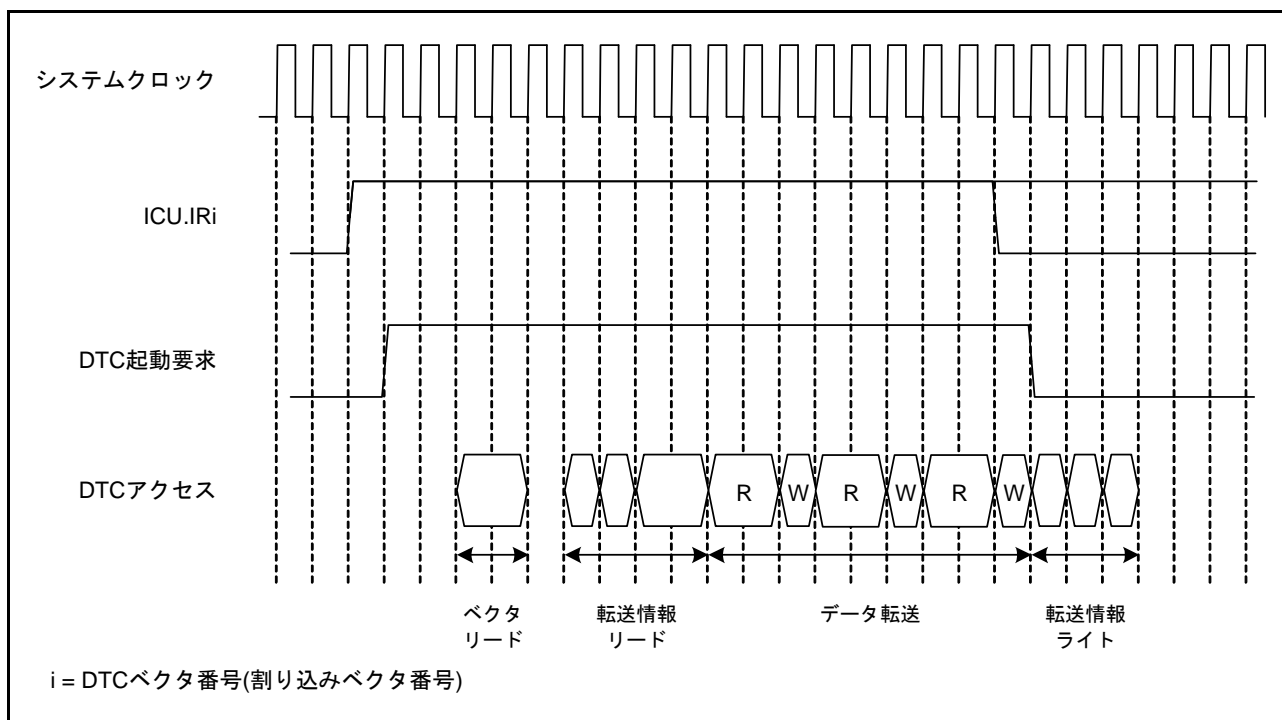 システムクロック
ICU.IRi
DTC起動要求
DTCアクセス
R W R W R W
ベクタ
リード
転送情報
リード
データ転送
転送情報
ライト
i = DTCベクタ番号(割り込みベクタ番号)